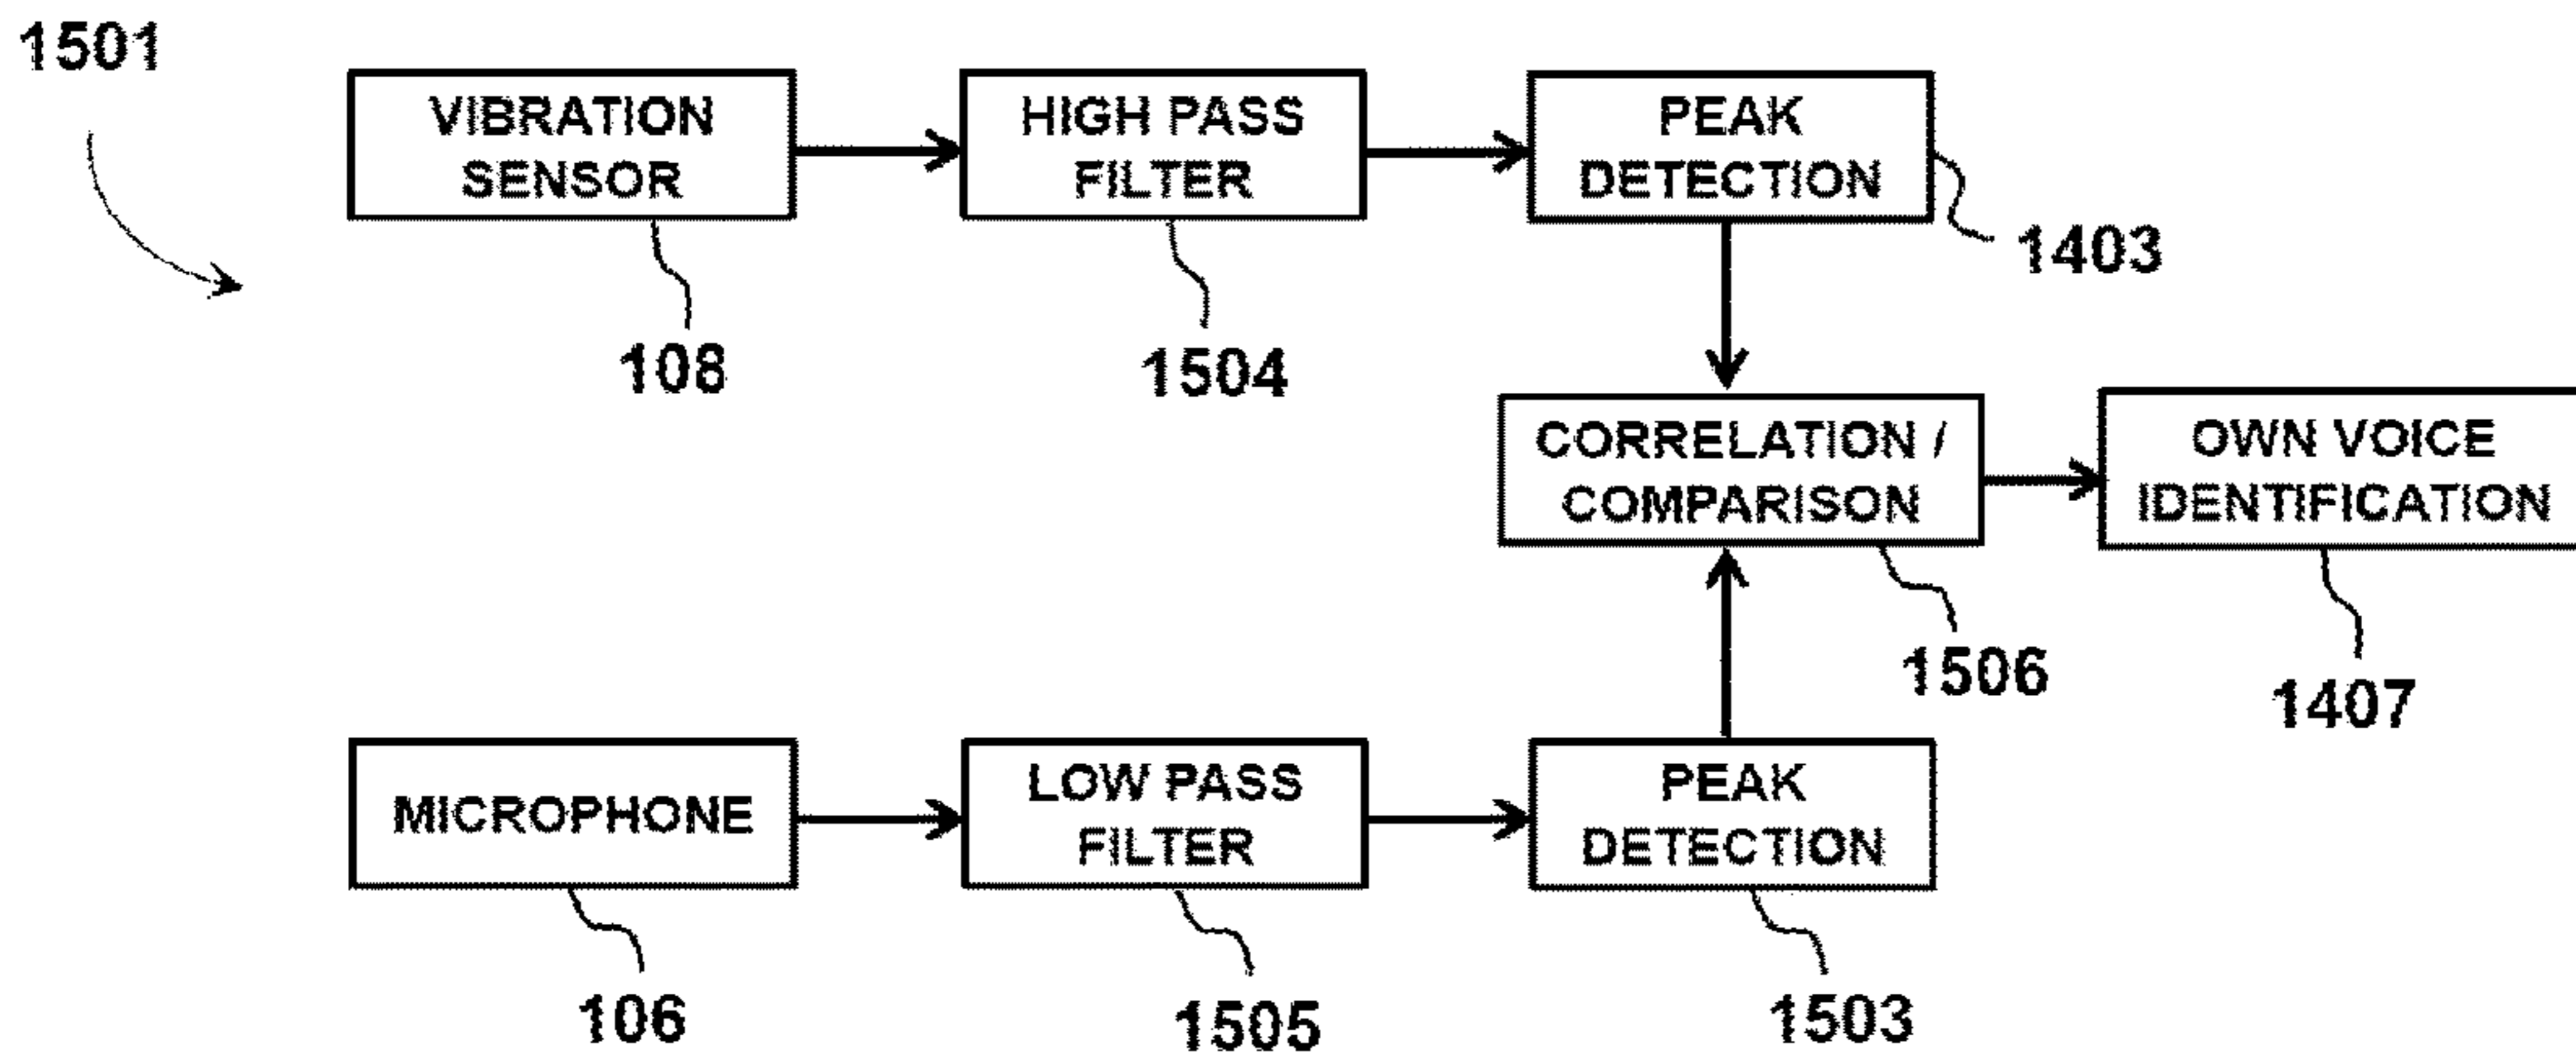 1501
VIBRATION
SENSOR
HIGH PASS
FILTER
PEAK
DETECTION
1403
108
1504
CORRELATION /
COMPARISON
OWN VOICE
IDENTIFICATION
1506
1407
MICROPHONE
LOW PASS
FILTER
PEAK
DETECTION
106
1505
1503